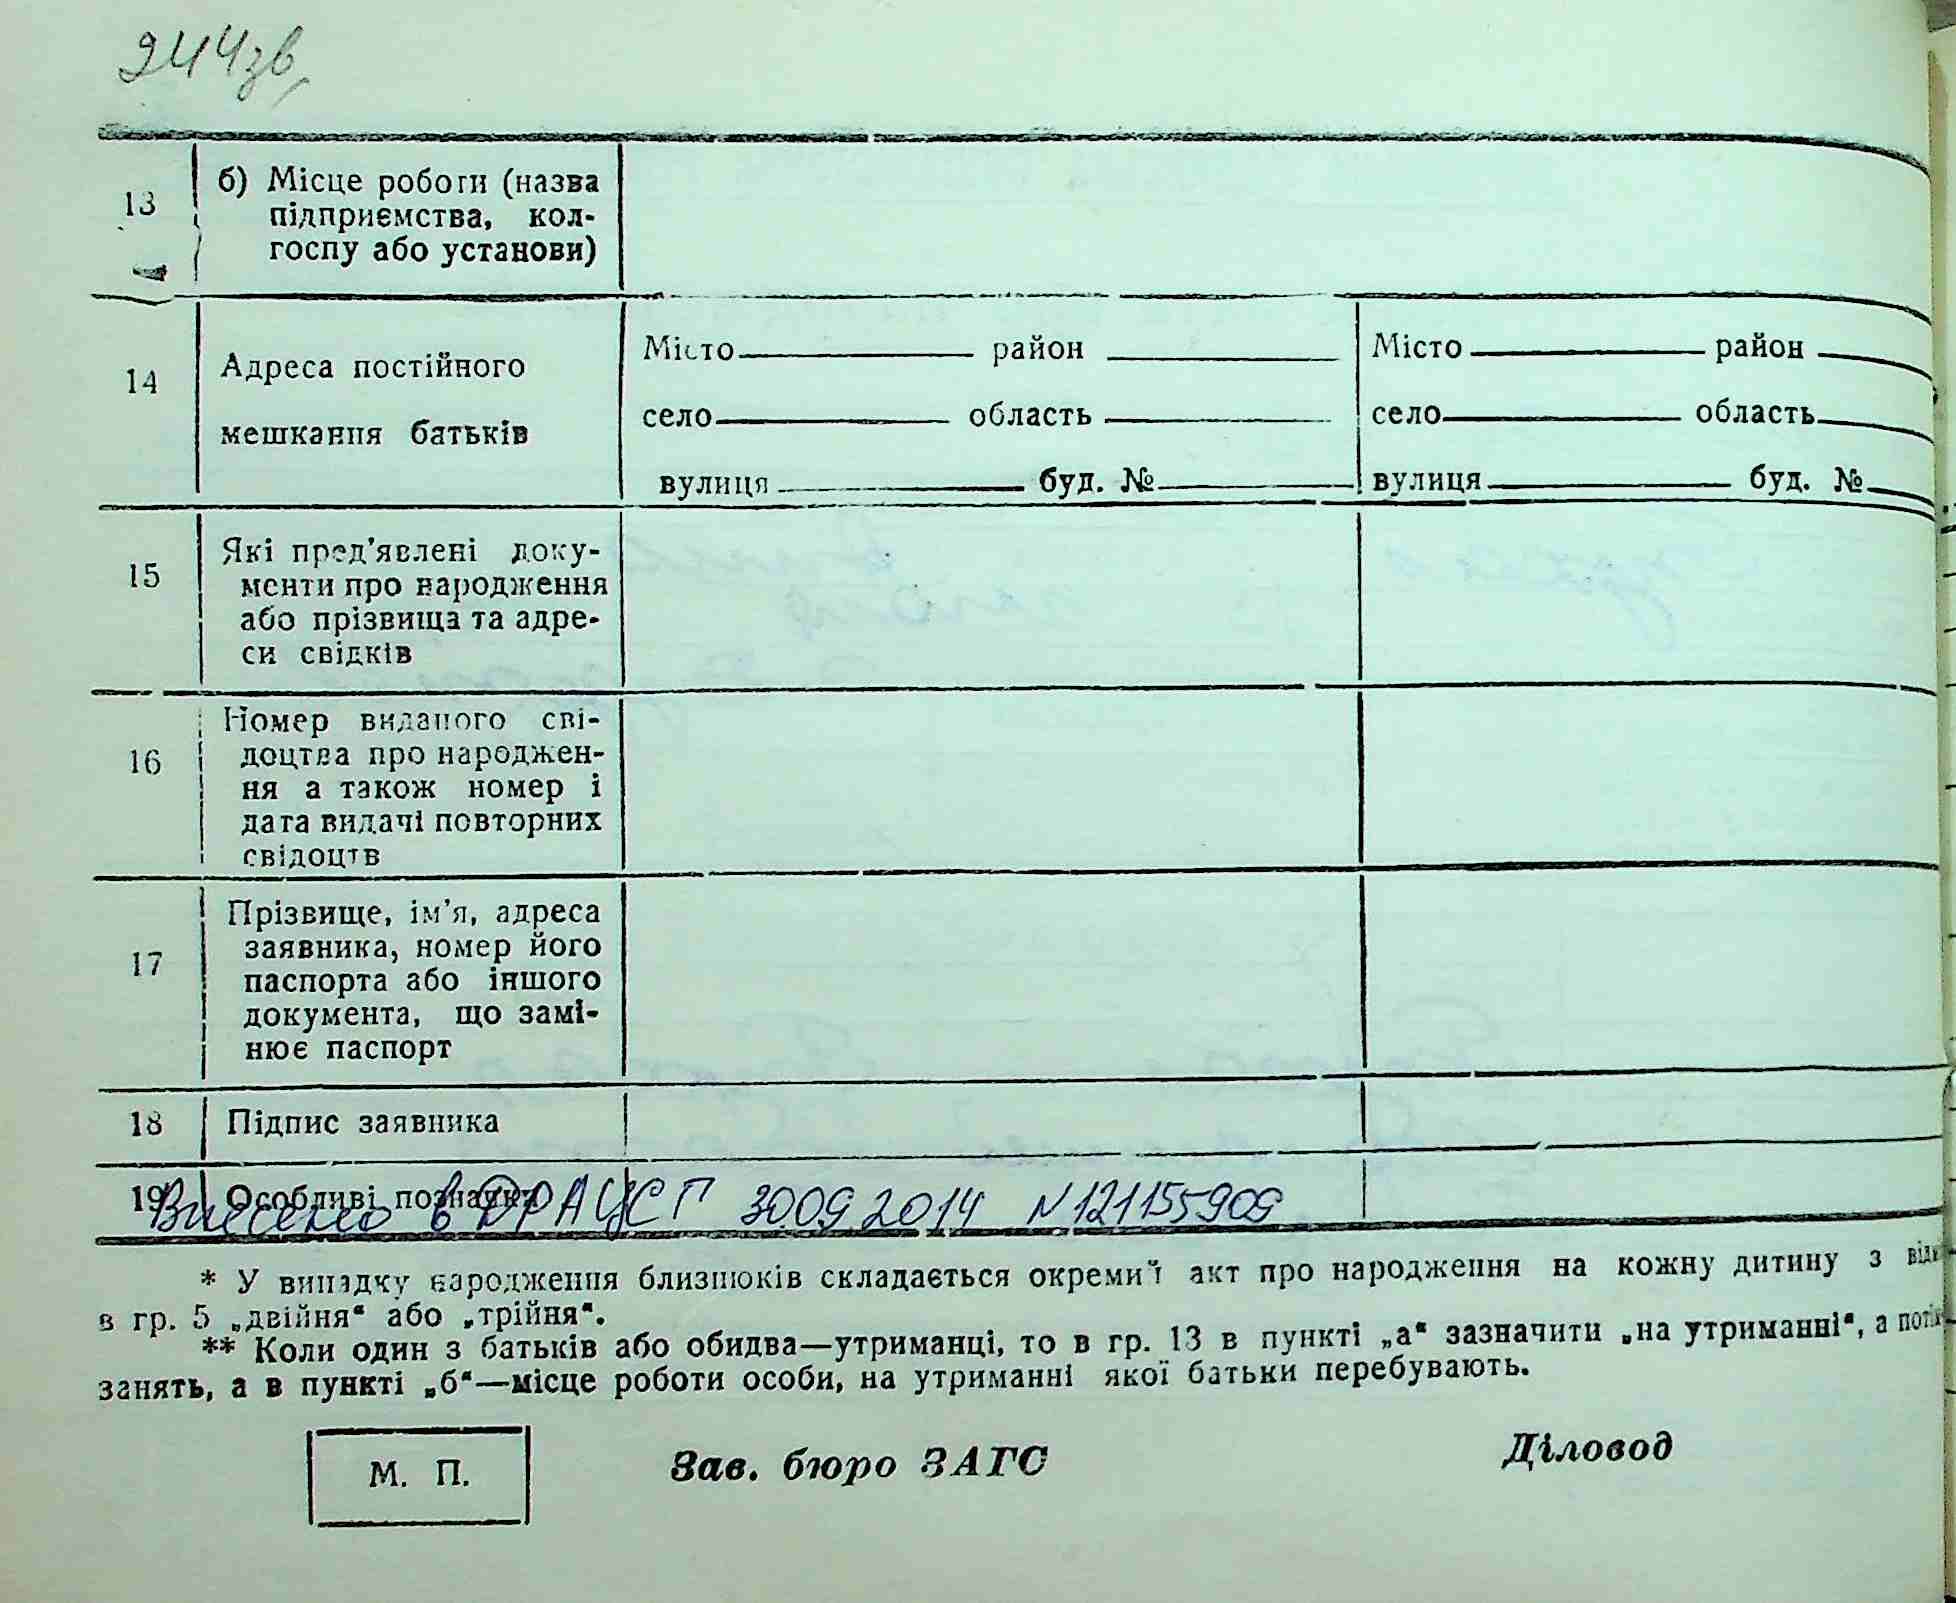 244зв
13 б) Місце роботи (назва
підприємства, кол-
госпу або установи)
14 Адреса постійного
мешкання батьків
Місто район
село область
вулиця буд. №
Місто район
село область
вулиця буд. №
15 Які пред'явлені доку-
менти про народження
або прізвища та адре-
си свідків
16 Номер виданого сві-
доцтва про народжен-
ня а також номер і
дата видачі повторних
свідоцтв
17 Прізвище, ім'я, адреса
заявника, номер його
паспорта або іншого
документа, що замі-
нює паспорт
18 Підпис заявника
19 Особливі позначки
Внесено в ДРАЦСГ 30092014 N121155909
* У випадку народження близнюків складається окремий акт про народження на кожну дитину з
в гр. 5 „двійня“ або „трійня“.
** Коли один з батьків або обидва—утриманці, то в гр. 13 в пункті „а“ зазначити „на утриманні“, а
занять, а в пункті „б“—місце роботи особи, на утриманні якої батьки перебувають.
М. П. Зав. бюро ЗАГС Діловод